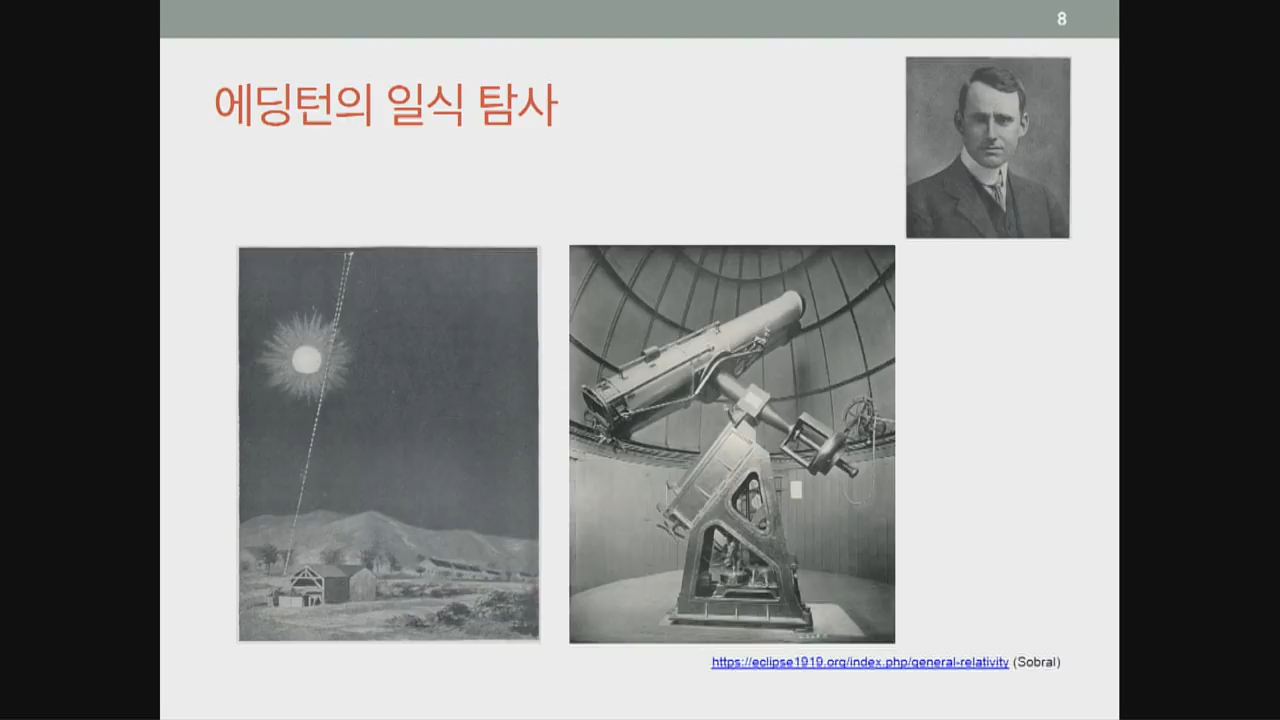 8
에딩턴의 일식 탐사
https://eclipse1919.org/index.php/general-relativity (Sobral)